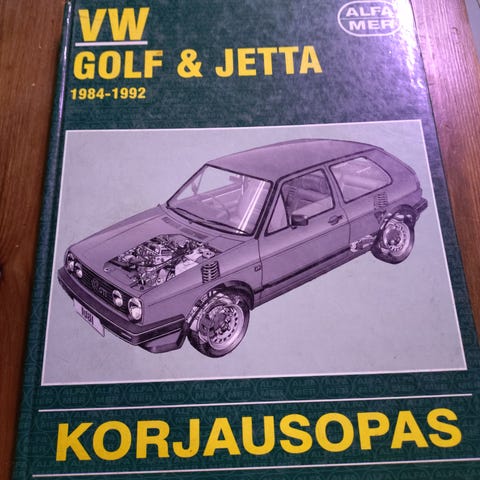 VW
ALFA
MER
GOLF & JETTA
1984-1992
KORJAUSOPAS